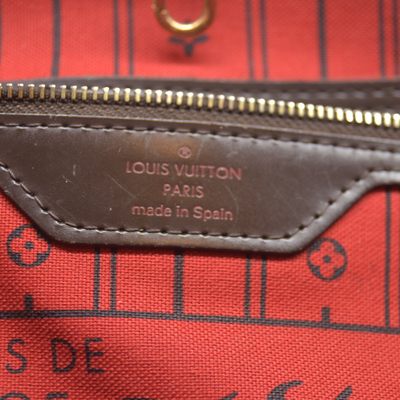 ®
LOUIS VUITTON
PARIS
made in Spain
S DE